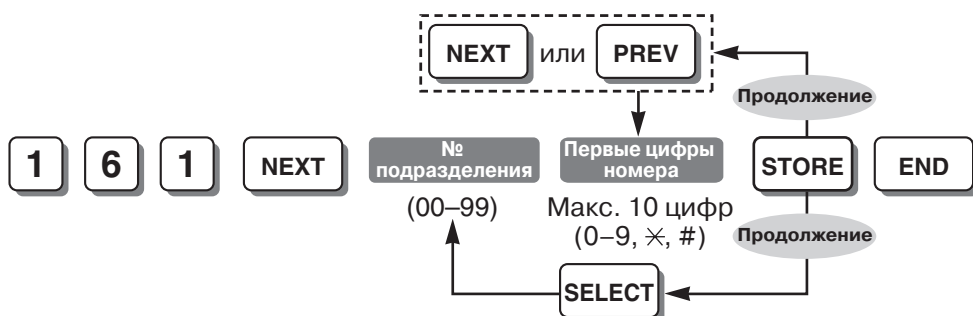 NEXT или PREV
Продолжение
1 6 1 NEXT № подразделения Первые цифры номера STORE END
(00–99) Макс. 10 цифр
(0–9, ✳, #) Продолжение
SELECT